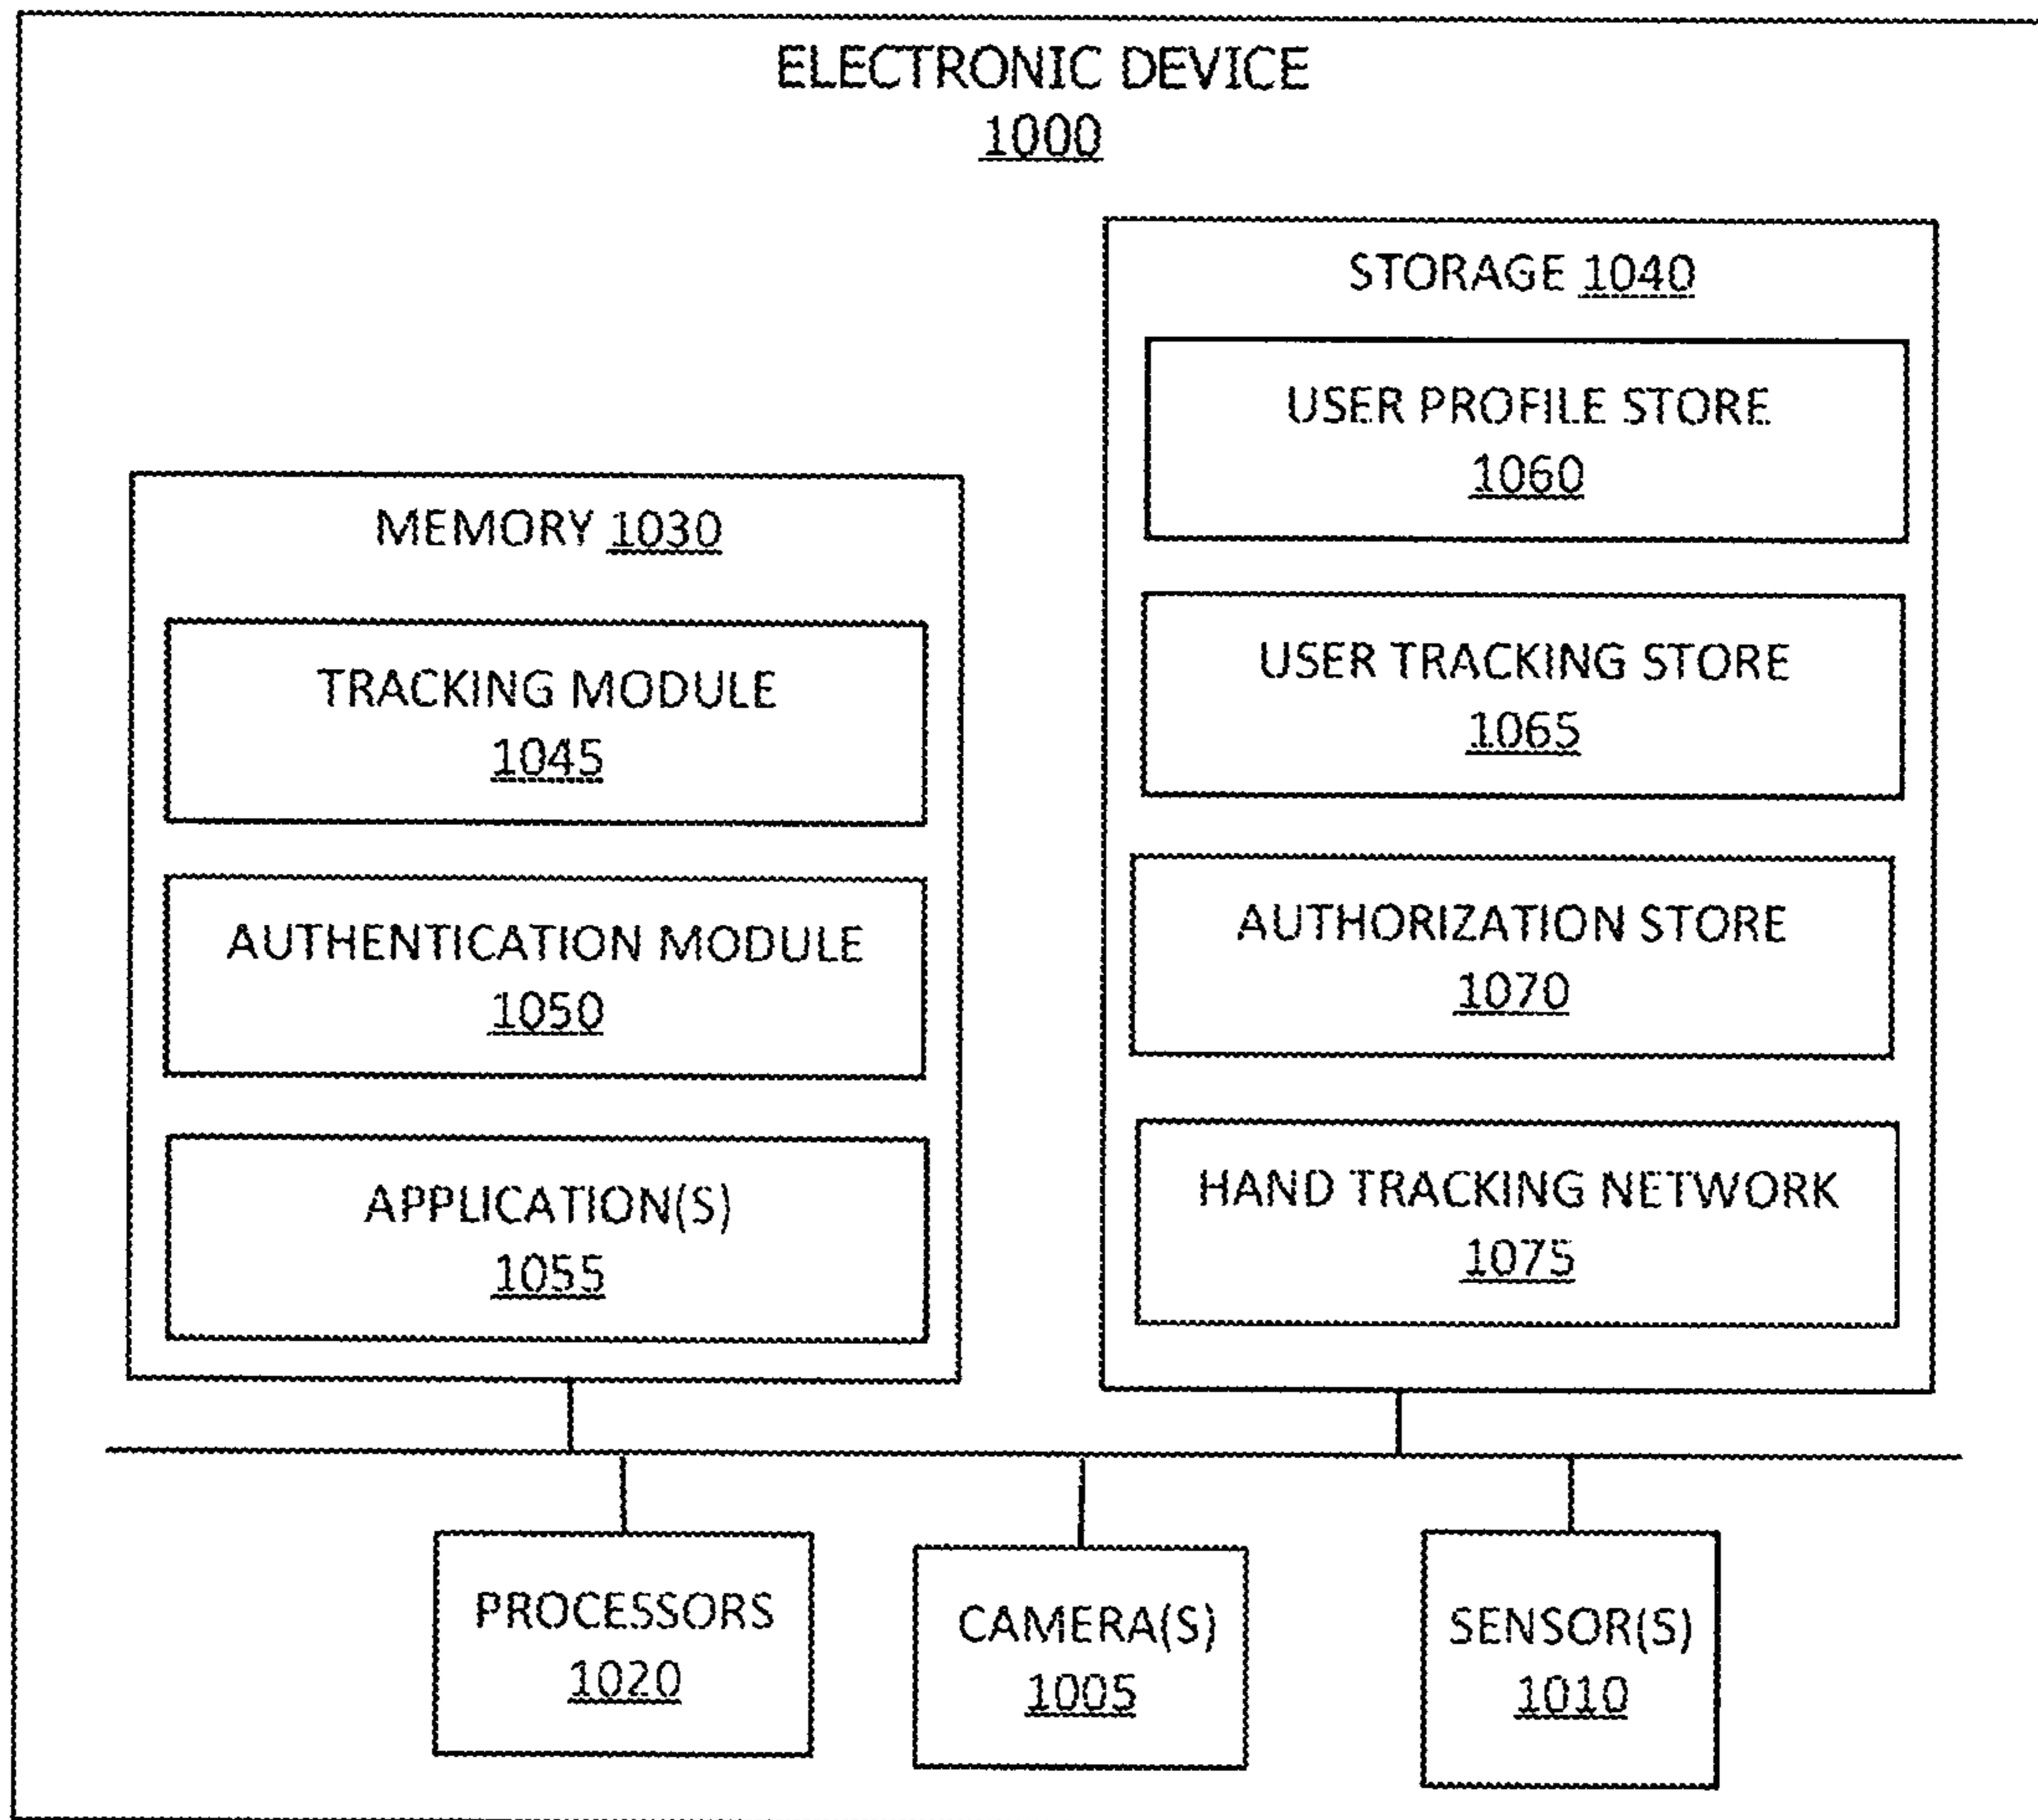 ELECTRONIC DEVICE
1000
MEMORY 1030
TRACKING MODULE
1045
AUTHENTICATION MODULE
1050
APPLICATION(S)
1055
STORAGE 1040
USER PROFILE STORE
1060
USER TRACKING STORE
1065
AUTHORIZATION STORE
1070
HAND TRACKING NETWORK
1075
PROCESSORS
1020
CAMERA(S)
1005
SENSOR(S)
1010